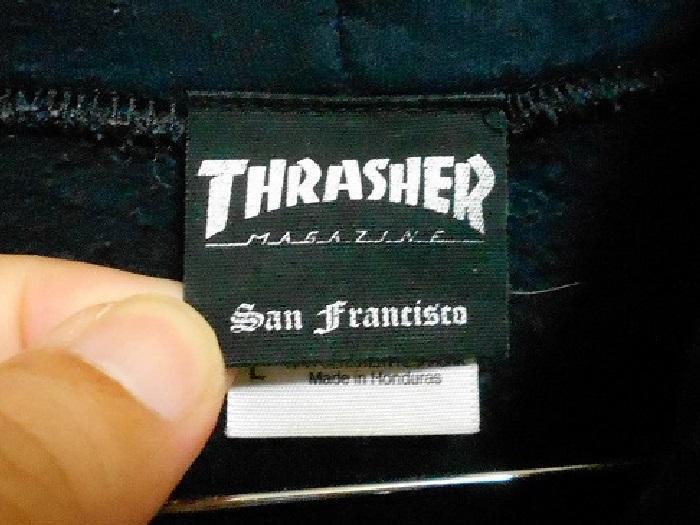 THRASHER
MAGAZINE
San Francisco
L
Made in Honduras